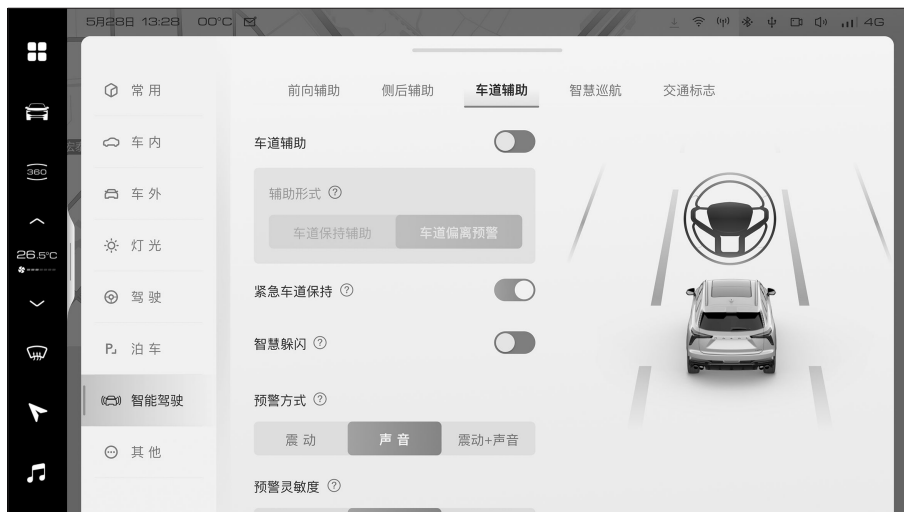 5月28日 13:28 00°C 4G
常用
前向辅助 侧后辅助 车道辅助 智慧巡航 交通标志
车内
车道辅助
360
车外
辅助形式 ?
车道保持辅助 车道偏离预警
灯光
26.5°C
驾驶
紧急车道保持 ?
泊车
智慧躲闪 ?
智能驾驶
预警方式 ?
震动 声音 震动+声音
其他
预警灵敏度 ?